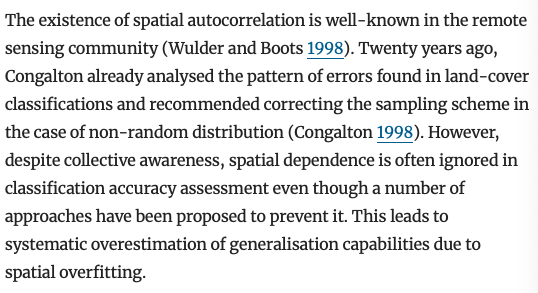 The existence of spatial autocorrelation is well-known in the remote
sensing community (Wulder and Boots 1998). Twenty years ago,
Congalton already analysed the pattern of errors found in land-cover
classifications and recommended correcting the sampling scheme in
the case of non-random distribution (Congalton 1998). However,
despite collective awareness, spatial dependence is often ignored in
classification accuracy assessment even though a number of
approaches have been proposed to prevent it. This leads to
systematic overestimation of generalisation capabilities due to
spatial overfitting.